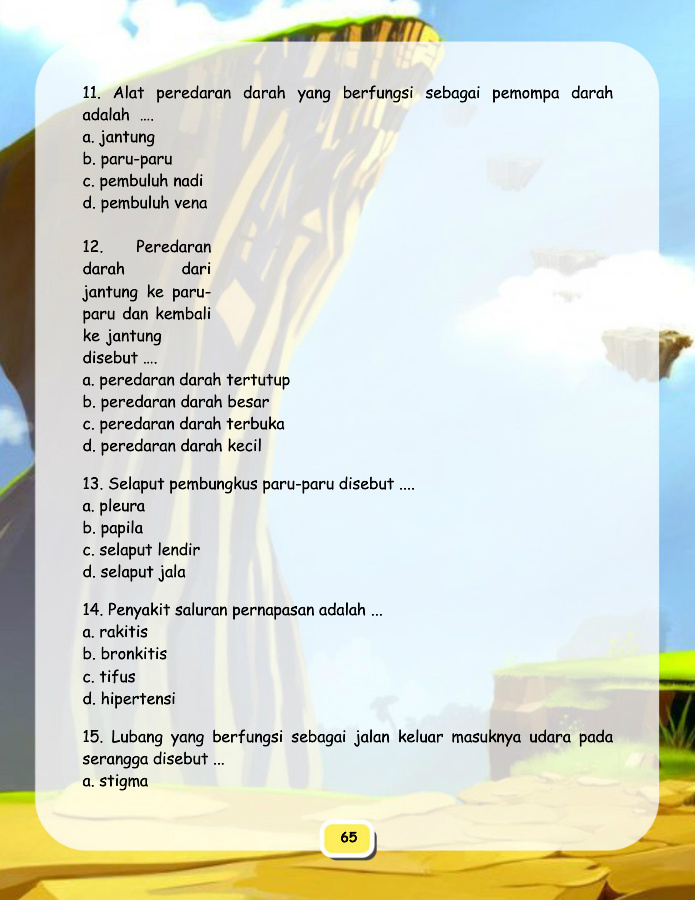 11. Alat peredaran darah yang berfungsi sebagai pemompa darah
adalah ....
a. jantung
b. paru-paru
c. pembuluh nadi
d. pembuluh vena
12. Peredaran
darah dari
jantung ke paru-
paru dan kembali
ke jantung
disebut ....
a. peredaran darah tertutup
b. peredaran darah besar
c. peredaran darah terbuka
d. peredaran darah kecil
13. Selaput pembungkus paru-paru disebut ....
a. pleura
b. papila
c. selaput lendir
d. selaput jala
14. Penyakit saluran pernapasan adalah ...
a. rakitis
b. bronkitis
c. tifus
d. hipertensi
15. Lubang yang berfungsi sebagai jalan keluar masuknya udara pada
serangga disebut ...
a. stigma
65